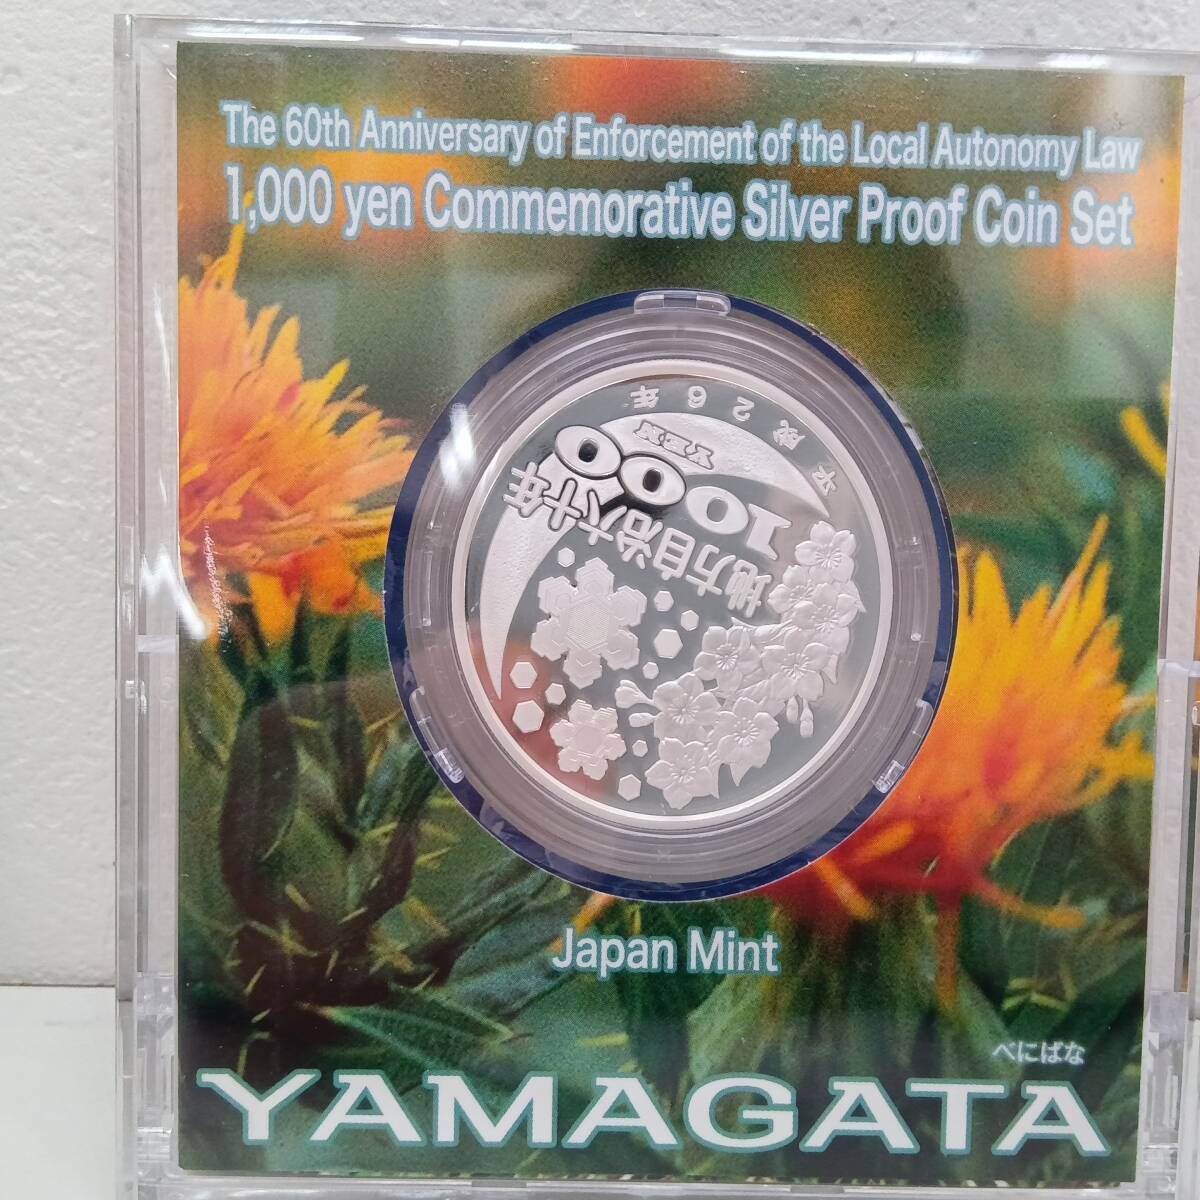 The 60th Anniversary of Enforcement of the Local Autonomy Law
1,000 yen Commemorative Silver Proof Coin Set
平成26年
1000
YEN
地方自治六十年
Japan Mint
べにばな
YAMAGATA